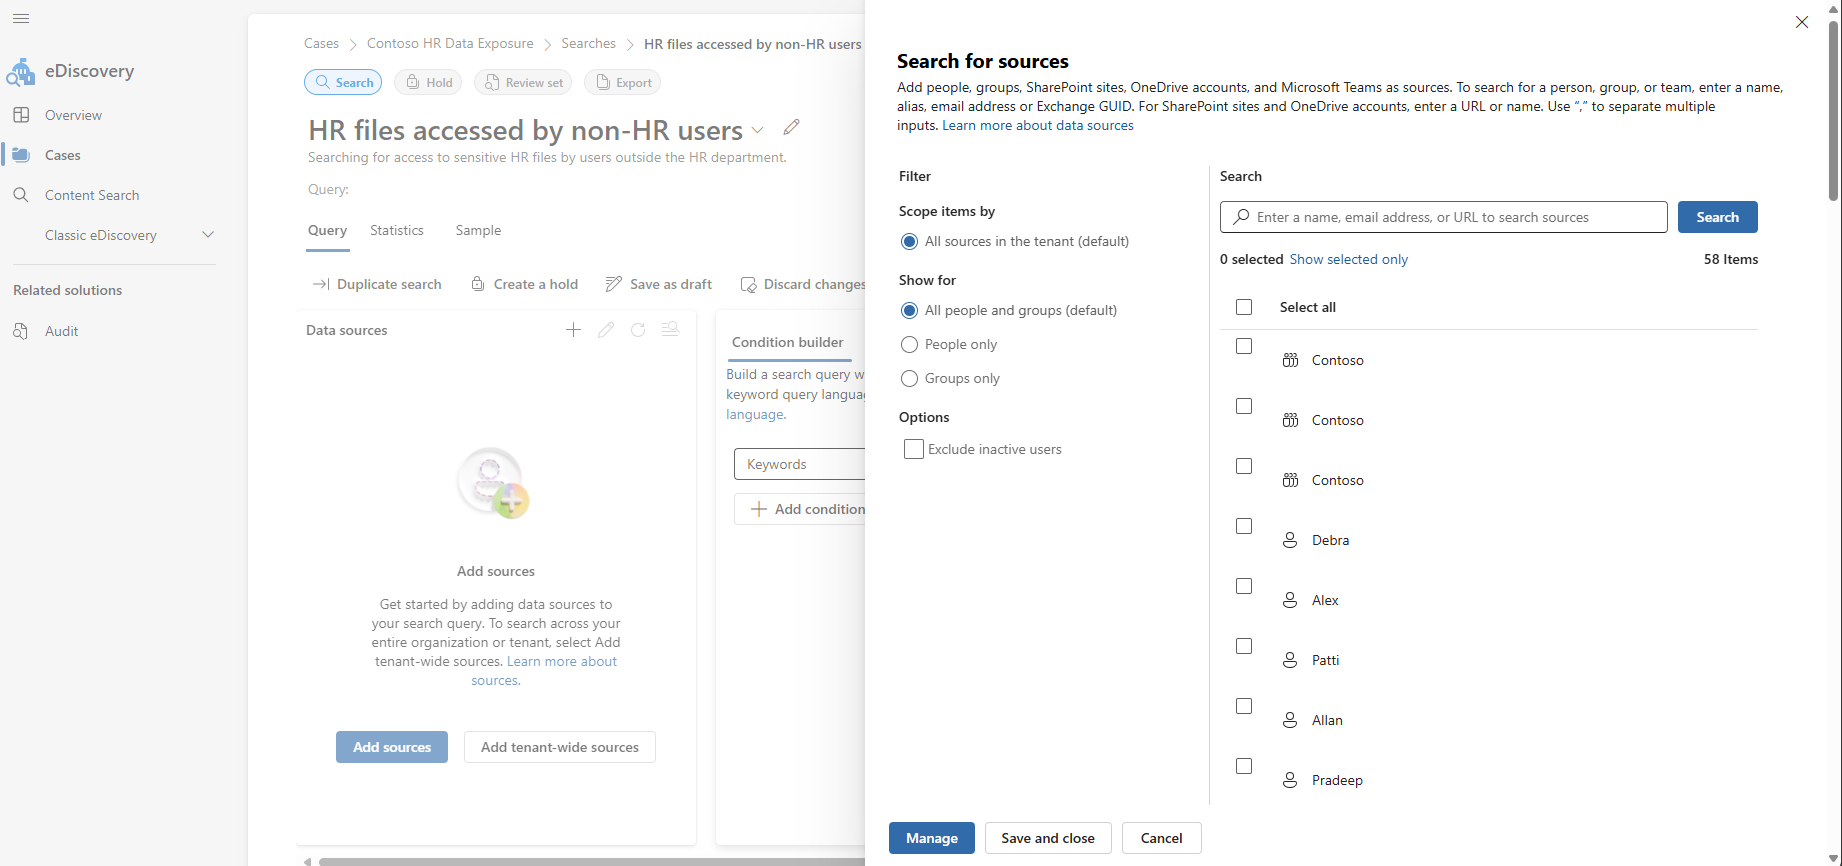 eDiscovery
Overview
Cases
Content Search
Classic eDiscovery
Related solutions
Audit
Cases
Contoso HR Data Exposure
Searches
HR files accessed by non-HR users
Search
Hold
Review set
Export
HR files accessed by non-HR users
Searching for access to sensitive HR files by users outside the HR department.
Query:
Query
Statistics
Sample
Duplicate search
Create a hold
Save as draft
Discard changes
Data sources
Add sources
Get started by adding data sources to
your search query. To search across your
entire organization or tenant, select Add
tenant-wide sources. Learn more about
sources.
Add sources
Add tenant-wide sources
Condition builder
Build a search query w
keyword query langua
language.
Keywords
Add condition
Search for sources
Add people, groups, SharePoint sites, OneDrive accounts, and Microsoft Teams as sources. To search for a person, group, or team, enter a name,
alias, email address or Exchange GUID. For SharePoint sites and OneDrive accounts, enter a URL or name. Use “,” to separate multiple
inputs. Learn more about data sources
Filter
Scope items by
All sources in the tenant (default)
Show for
All people and groups (default)
People only
Groups only
Options
Exclude inactive users
Search
Enter a name, email address, or URL to search sources
Search
0 selected Show selected only
58 Items
Select all
Contoso
Contoso
Contoso
Debra
Alex
Patti
Allan
Pradeep
Manage
Save and close
Cancel